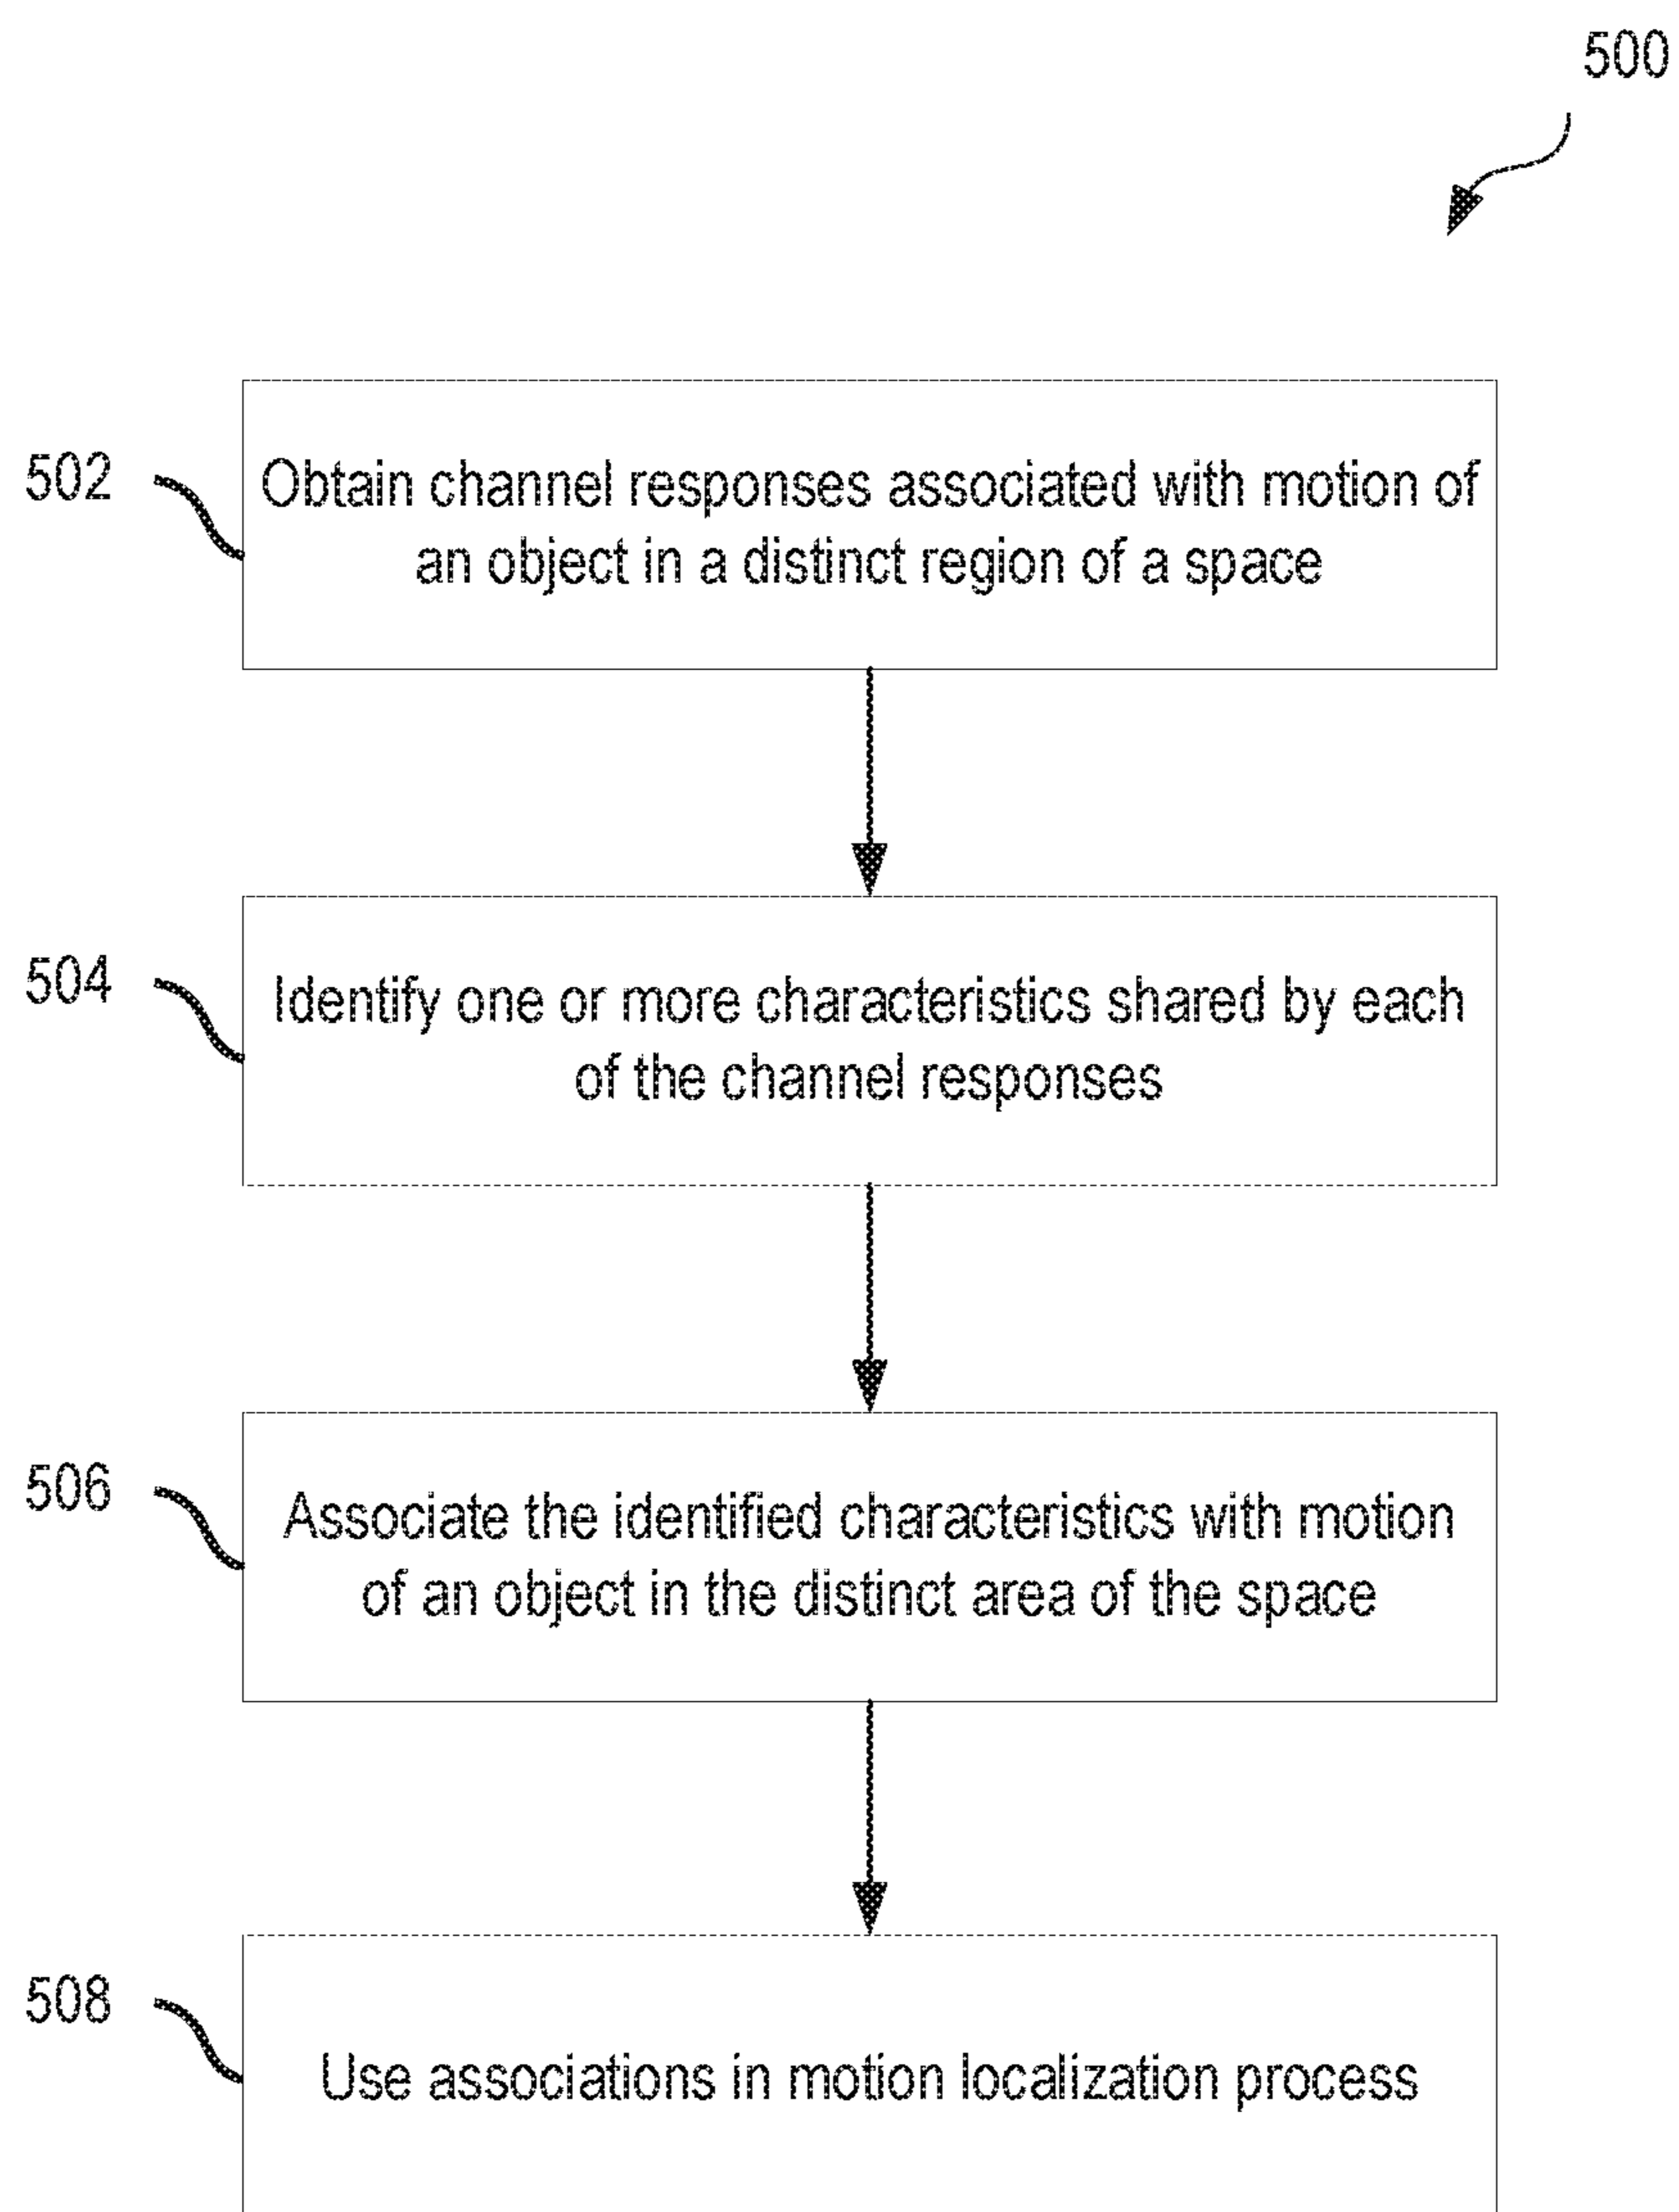 500
502
Obtain channel responses associated with motion of
an object in a distinct region of a space
504
Identify one or more characteristics shared by each
of the channel responses
506
Associate the identified characteristics with motion
of an object in the distinct area of the space
508
Use associations in motion localization process